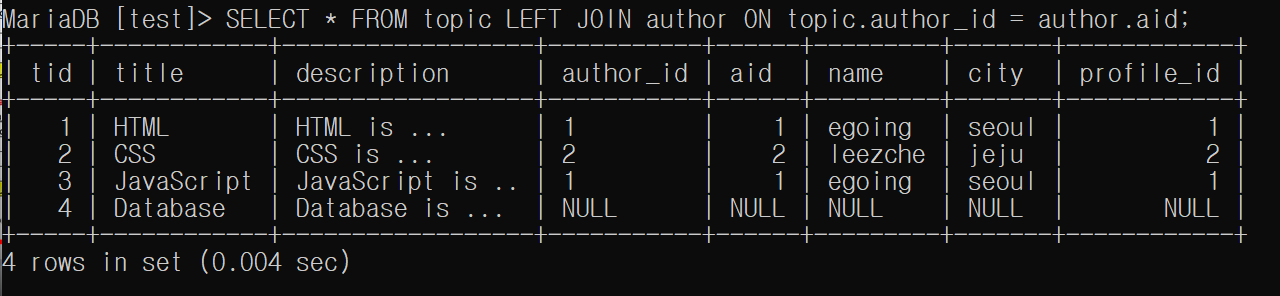 MariaDB [test]> SELECT * FROM topic LEFT JOIN author ON topic.author_id = author.aid;
+-----+------------+-------------------+-----------+------+---------+-------+------------+
| tid | title      | description       | author_id | aid  | name    | city  | profile_id |
+-----+------------+-------------------+-----------+------+---------+-------+------------+
|   1 | HTML       | HTML is ...       | 1         |    1 | egoing  | seoul |          1 |
|   2 | CSS        | CSS is ...        | 2         |    2 | leezche | jeju  |          2 |
|   3 | JavaScript | JavaScript is ..  | 1         |    1 | egoing  | seoul |          1 |
|   4 | Database   | Database is ...   | NULL      | NULL | NULL    | NULL  |       NULL |
+-----+------------+-------------------+-----------+------+---------+-------+------------+
4 rows in set (0.004 sec)